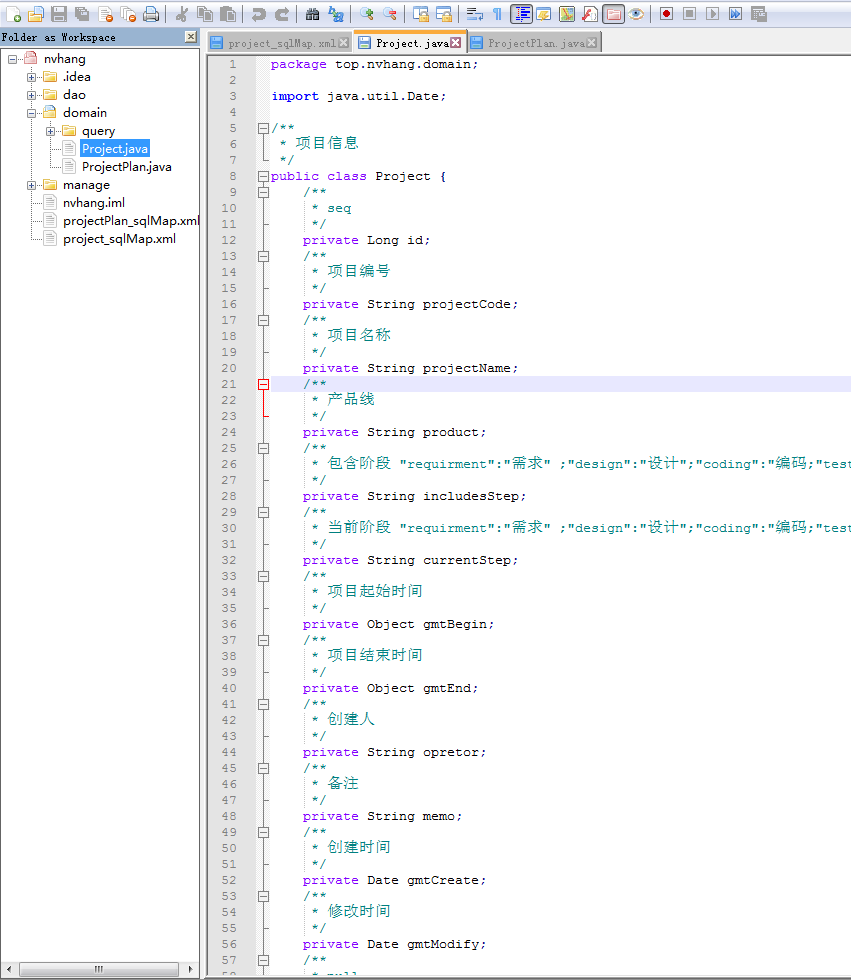 Folder as Workspace
nvhang
.idea
dao
domain
query
Project.java
ProjectPlan.java
manage
nvhang.iml
projectPlan_sqlMap.xml
project_sqlMap.xml
project_sqlMap.xml
Project.java
ProjectPlan.java
1 package top.nvhang.domain;
2
3 import java.util.Date;
4
5 /**
6 * 项目信息
7 */
8 public class Project {
9 /**
10 * seq
11 */
12 private Long id;
13 /**
14 * 项目编号
15 */
16 private String projectCode;
17 /**
18 * 项目名称
19 */
20 private String projectName;
21 /**
22 * 产品线
23 */
24 private String product;
25 /**
26 * 包含阶段 "requirment":"需求" ;"design":"设计";"coding":"编码;"test
27 */
28 private String includesStep;
29 /**
30 * 当前阶段 "requirment":"需求" ;"design":"设计";"coding":"编码;"test
31 */
32 private String currentStep;
33 /**
34 * 项目起始时间
35 */
36 private Object gmtBegin;
37 /**
38 * 项目结束时间
39 */
40 private Object gmtEnd;
41 /**
42 * 创建人
43 */
44 private String opretor;
45 /**
46 * 备注
47 */
48 private String memo;
49 /**
50 * 创建时间
51 */
52 private Date gmtCreate;
53 /**
54 * 修改时间
55 */
56 private Date gmtModify;
57 /**